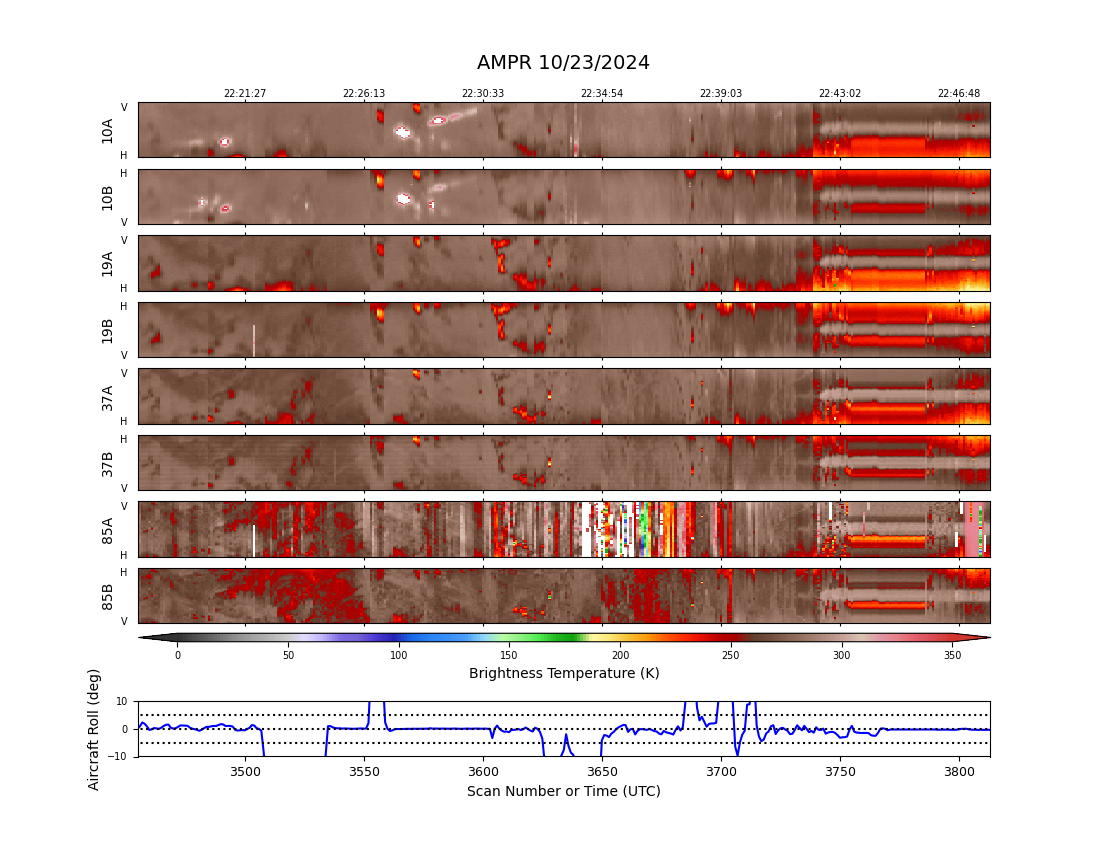 AMPR 10/23/2024
22:21:27 22:26:13 22:30:33 22:34:54 22:39:03 22:43:02 22:46:48
V
10A
H
H
10B
V
V
19A
H
H
19B
V
V
37A
H
H
37B
V
V
85A
H
H
85B
V
0 50 100 150 200 250 300 350
Brightness Temperature (K)
Aircraft Roll (deg)
10
0
−10
3500 3550 3600 3650 3700 3750 3800
Scan Number or Time (UTC)